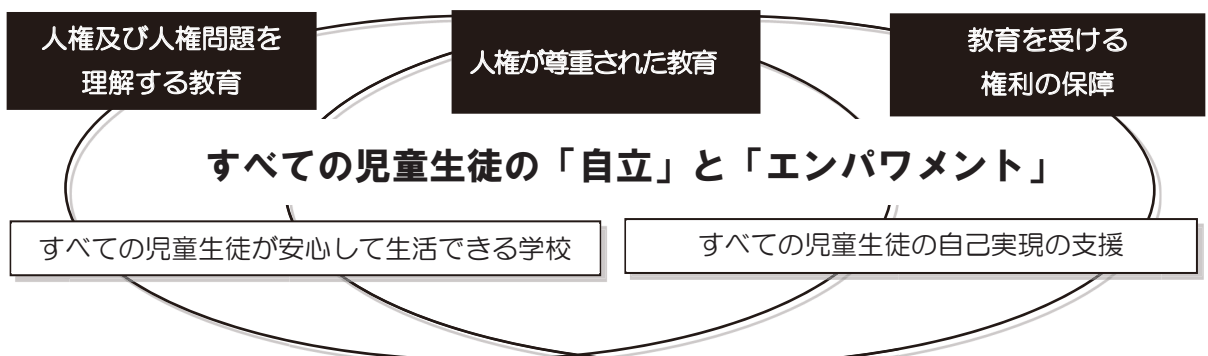 人権及び人権問題を
理解する教育
人権が尊重された教育
教育を受ける
権利の保障
すべての児童生徒の「自立」と「エンパワメント」
すべての児童生徒が安心して生活できる学校
すべての児童生徒の自己実現の支援